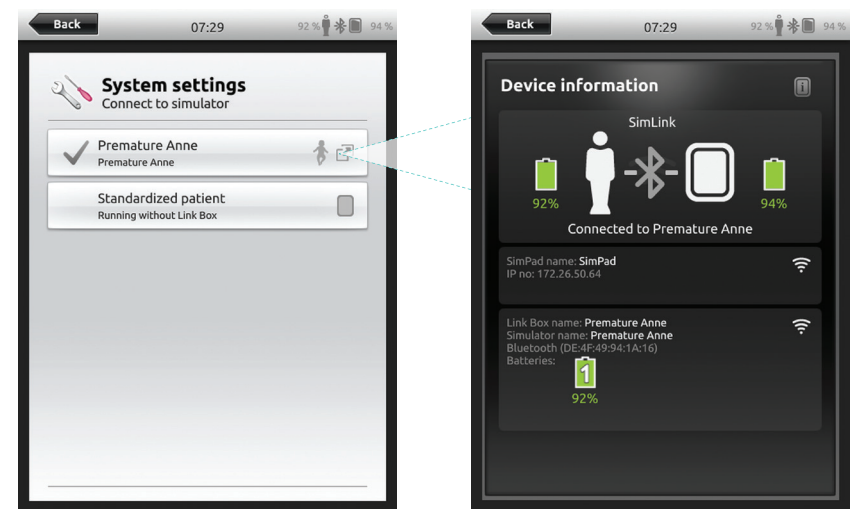 Back
07:29
92 %
94 %
System settings
Connect to simulator
Premature Anne
Premature Anne
Standardized patient
Running without Link Box
Back
07:29
92 %
94 %
Device information
SimLink
92%
94%
Connected to Premature Anne
SimPad name: SimPad
IP no: 172.26.50.64
Link Box name: Premature Anne
Simulator name: Premature Anne
Bluetooth (DE:4F:49:94:1A:16)
Batteries:
1
92%